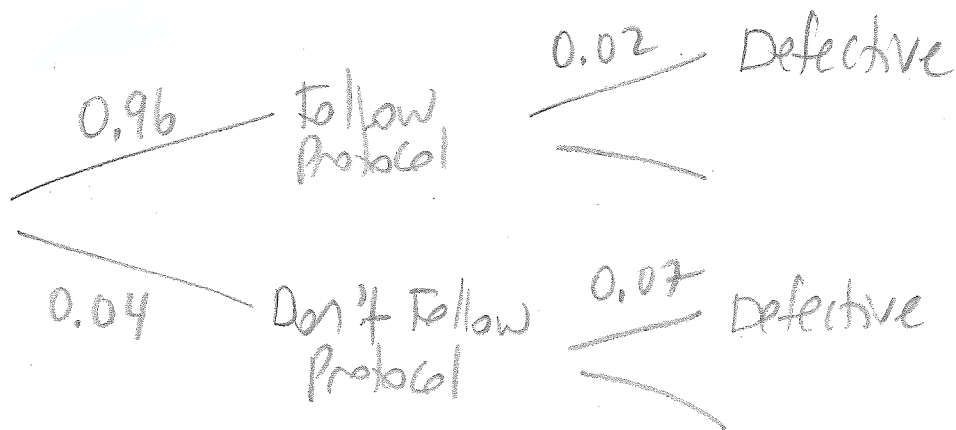 0.02 Defective
0.96 Follow
Protocol
0.07 Defective
0.04 Don't Follow
Protocol